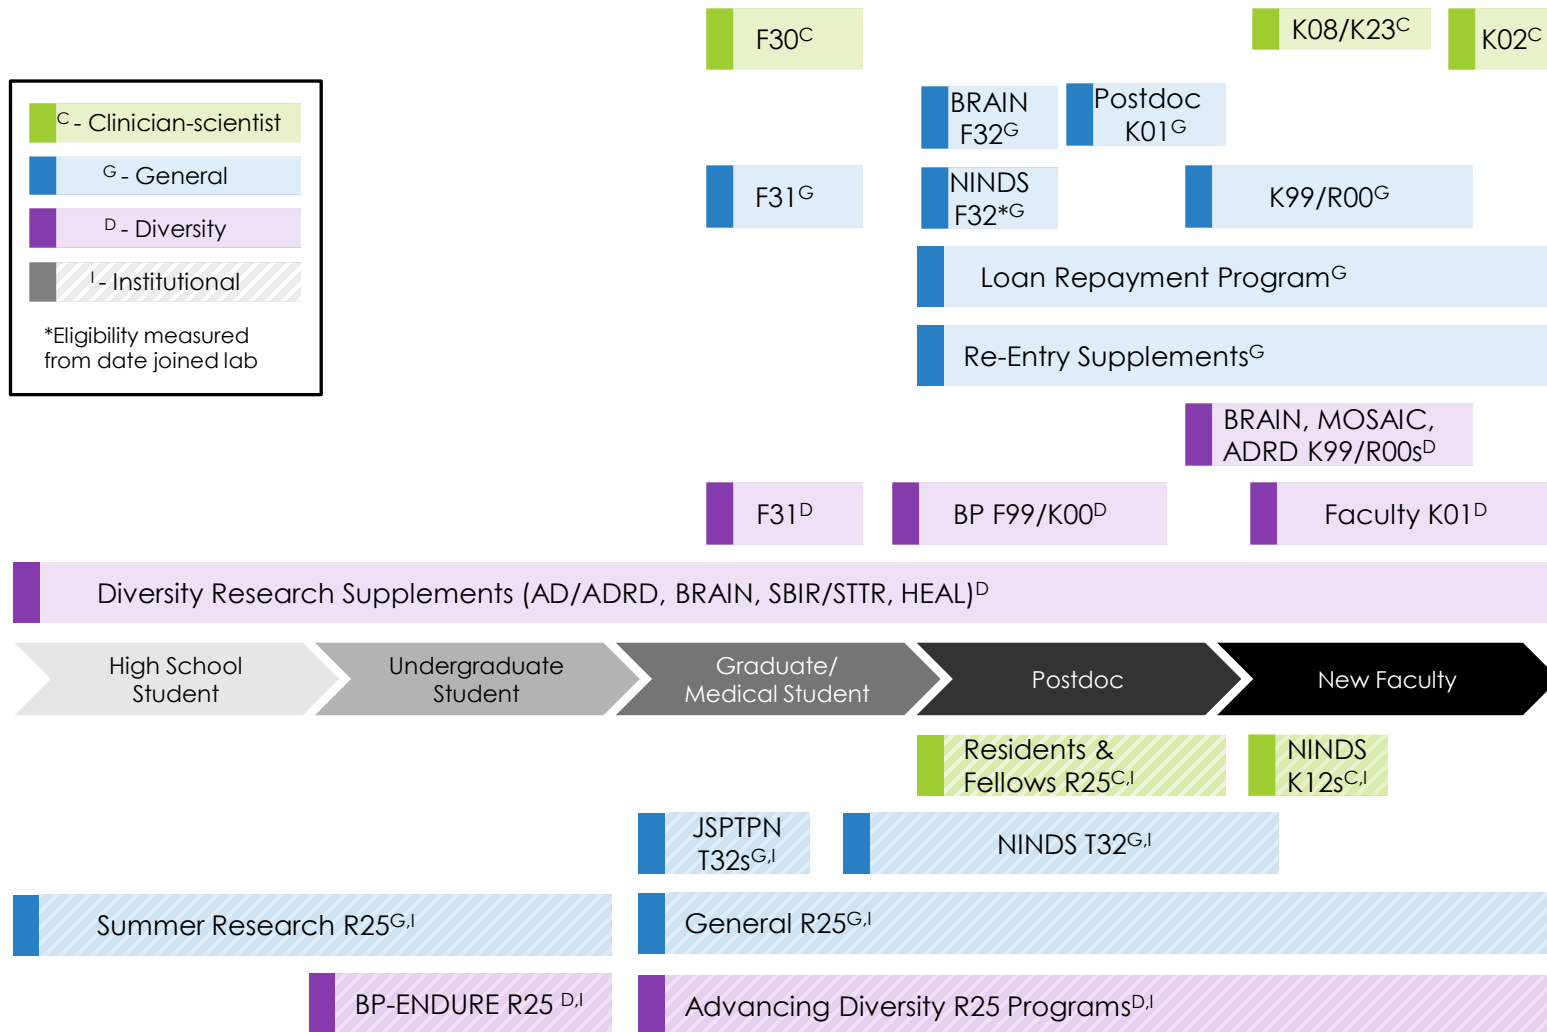 F30C
K08/K23C
K02C
C - Clinician-scientist
G - General
D - Diversity
I - Institutional
*Eligibility measured
from date joined lab
BRAIN
F32G
Postdoc
K01G
F31G
NINDS
F32*G
K99/R00G
Loan Repayment ProgramG
Re-Entry SupplementsG
BRAIN, MOSAIC,
ADRD K99/R00sD
F31D
BP F99/K00D
Faculty K01D
Diversity Research Supplements (AD/ADRD, BRAIN, SBIR/STTR, HEAL)D
High School
Student
Undergraduate
Student
Graduate/
Medical Student
Postdoc
New Faculty
Residents &
Fellows R25C,I
NINDS
K12sC,I
JSPTPN
T32sG,I
NINDS T32G,I
Summer Research R25G,I
General R25G,I
BP-ENDURE R25 D,I
Advancing Diversity R25 ProgramsD,I